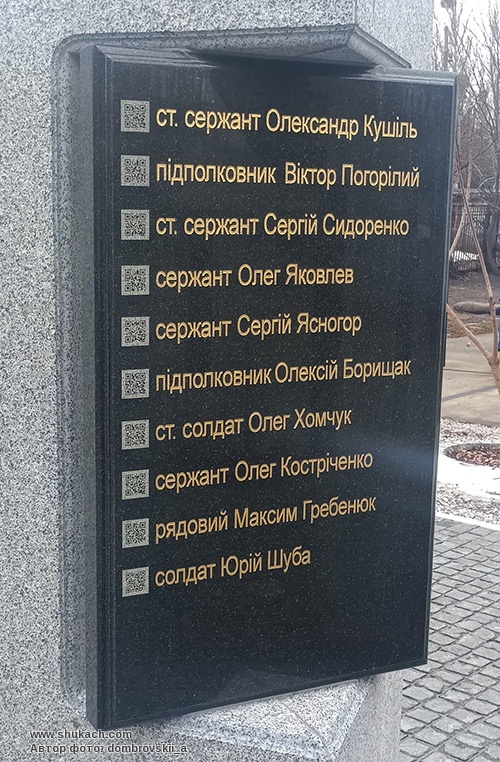 ст. сержант Олександр Кушіль
підполковник Віктор Погорілий
ст. сержант Сергій Сидоренко
сержант Олег Яковлев
сержант Сергій Ясногор
підполковник Олексій Борищак
ст. солдат Олег Хомчук
сержант Олег Костріченко
рядовий Максим Гребенюк
солдат Юрій Шуба
www.shukach.com
Автор фото: dombrovskii_a